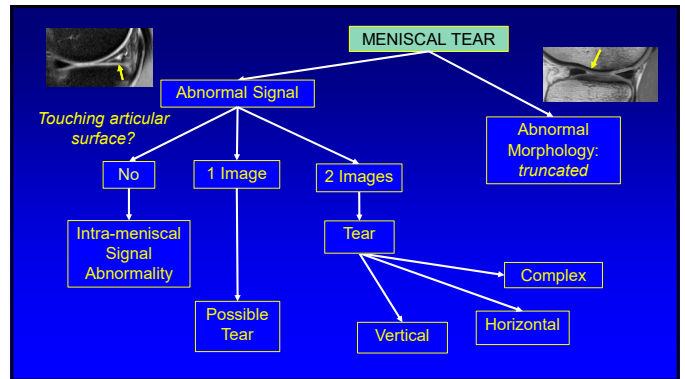 MENISCAL TEAR
Abnormal Signal
Touching articular
surface?
Abnormal
Morphology:
truncated
No
1 Image
2 Images
Intra-meniscal
Signal
Abnormality
Tear
Complex
Possible
Tear
Vertical
Horizontal